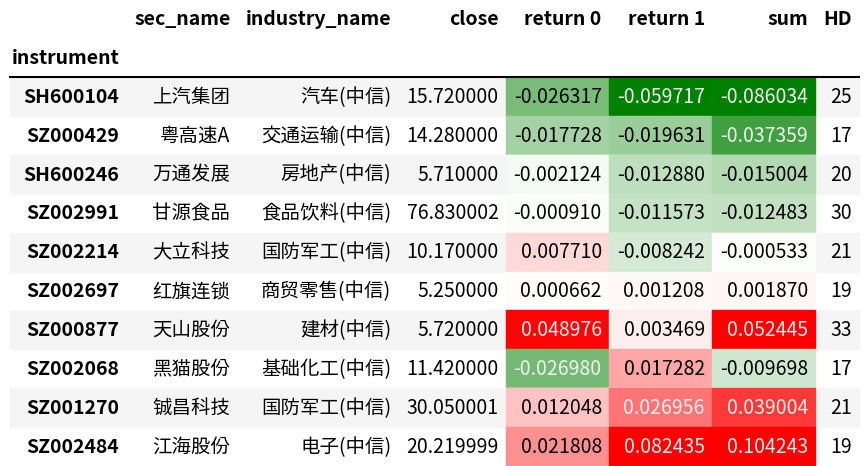 sec_name industry_name close return 0 return 1 sum HD
instrument
SH600104 上汽集团 汽车(中信) 15.720000 -0.026317 -0.059717 -0.086034 25
SZ000429 粤高速A 交通运输(中信) 14.280000 -0.017728 -0.019631 -0.037359 17
SH600246 万通发展 房地产(中信) 5.710000 -0.002124 -0.012880 -0.015004 20
SZ002991 甘源食品 食品饮料(中信) 76.830002 -0.000910 -0.011573 -0.012483 30
SZ002214 大立科技 国防军工(中信) 10.170000 0.007710 -0.008242 -0.000533 21
SZ002697 红旗连锁 商贸零售(中信) 5.250000 0.000662 0.001208 0.001870 19
SZ000877 天山股份 建材(中信) 5.720000 0.048976 0.003469 0.052445 33
SZ002068 黑猫股份 基础化工(中信) 11.420000 -0.026980 0.017282 -0.009698 17
SZ001270 铖昌科技 国防军工(中信) 30.050001 0.012048 0.026956 0.039004 21
SZ002484 江海股份 电子(中信) 20.219999 0.021808 0.082435 0.104243 19